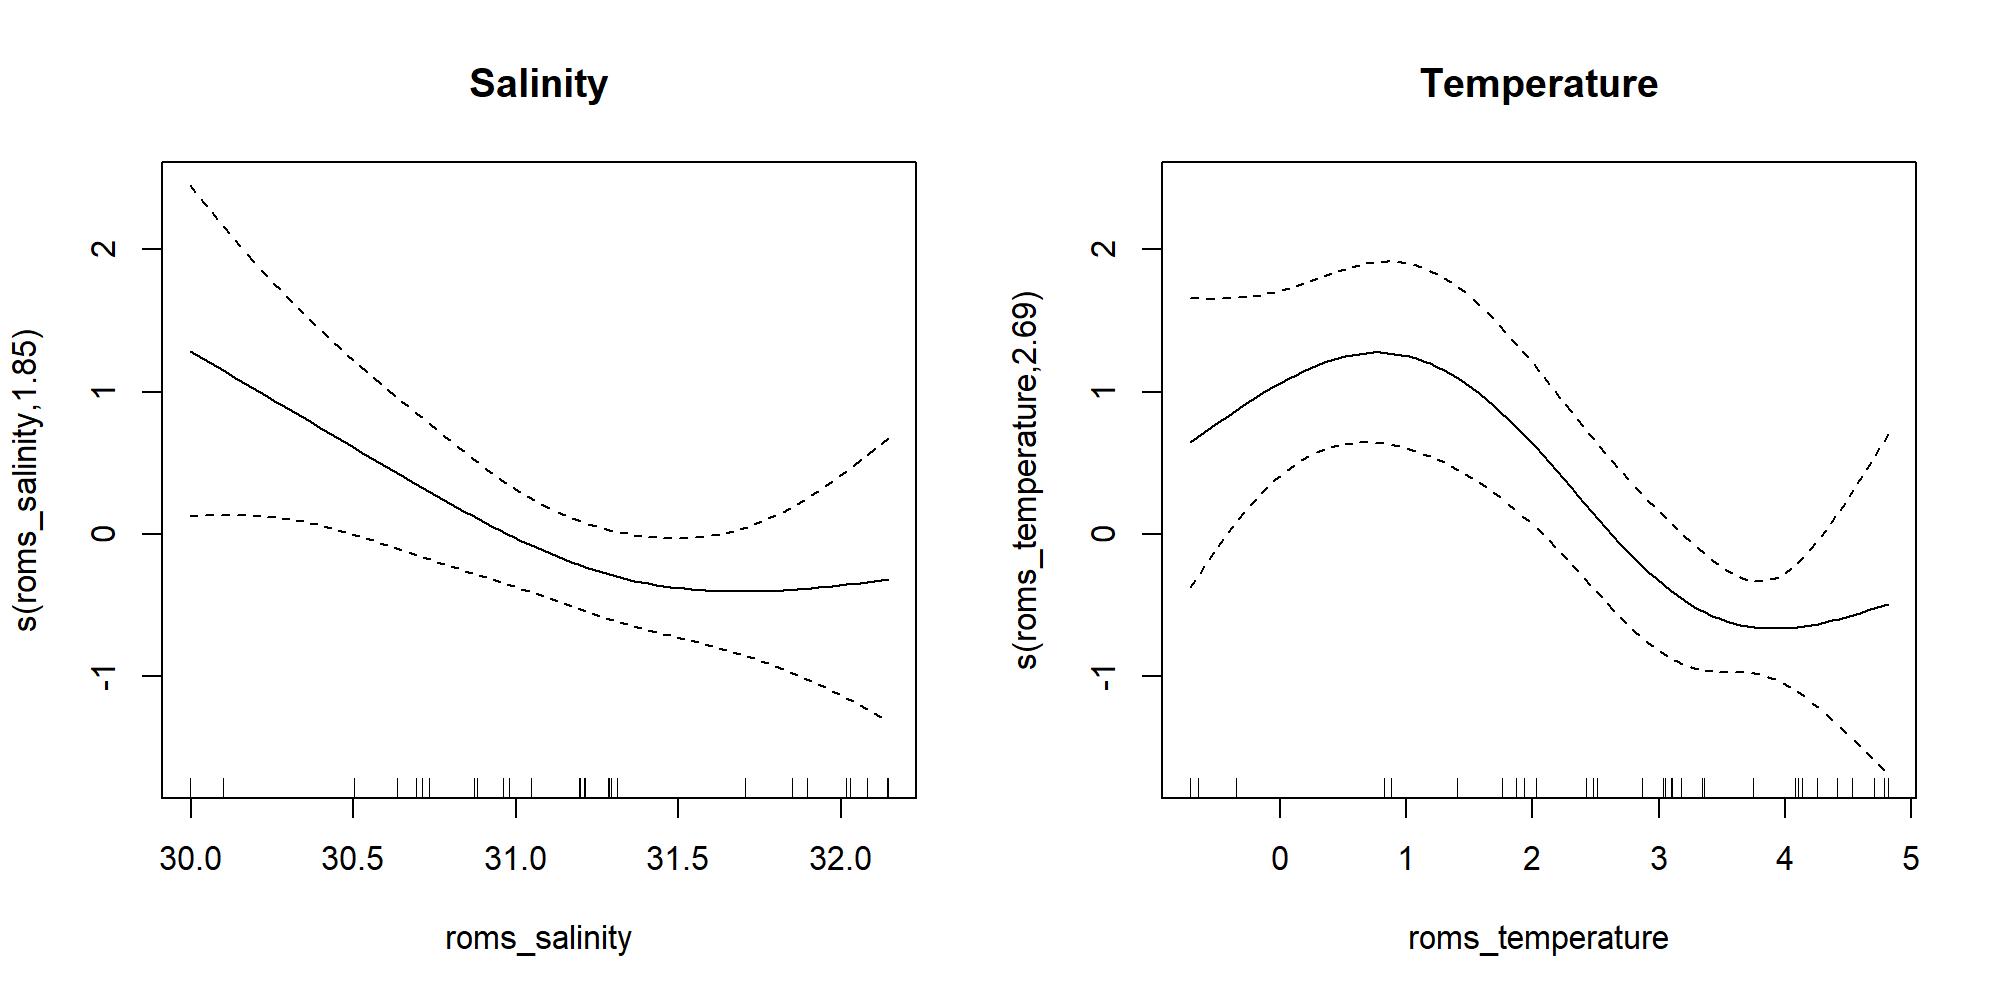 Salinity
s(roms_salinity,1.85)
2
1
0
-1
30.0 30.5 31.0 31.5 32.0
roms_salinity
Temperature
s(roms_temperature,2.69)
2
1
0
-1
0 1 2 3 4 5
roms_temperature